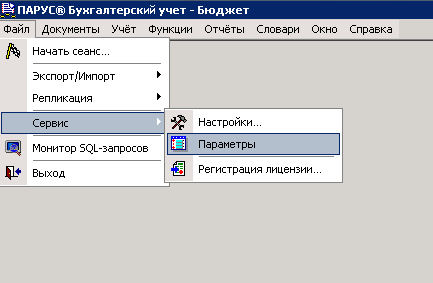 ПАРУС® Бухгалтерский учет - Бюджет
Файл Документы Учёт Функции Отчёты Словари Окно Справка
Начать сеанс...
Экспорт/Импорт
Репликация
Сервис
Настройки...
Монитор SQL-запросов
Параметры
Выход
Регистрация лицензии...